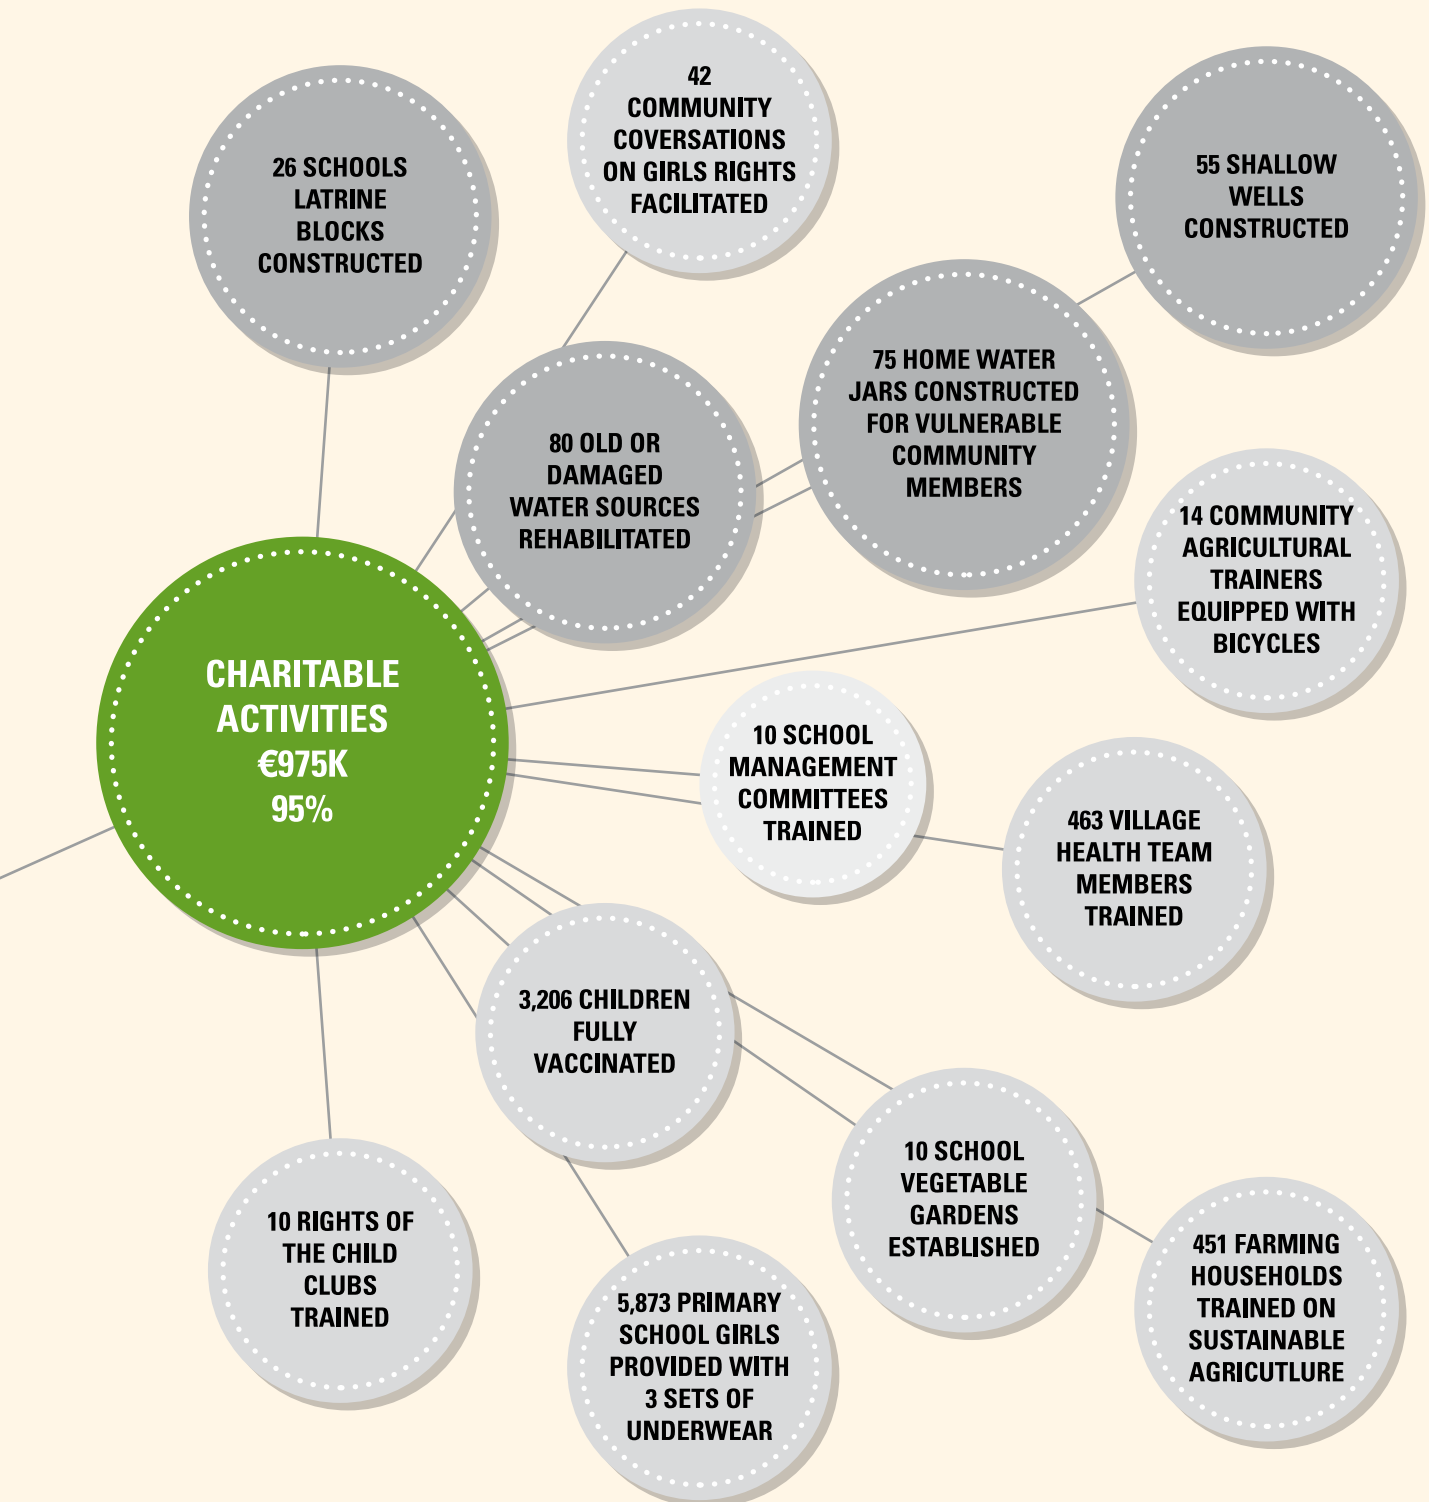 42
COMMUNITY
COVERSATIONS
ON GIRLS RIGHTS
FACILITATED
26 SCHOOLS
LATRINE
BLOCKS
CONSTRUCTED
55 SHALLOW
WELLS
CONSTRUCTED
75 HOME WATER
JARS CONSTRUCTED
FOR VULNERABLE
COMMUNITY
MEMBERS
80 OLD OR
DAMAGED
WATER SOURCES
REHABILITATED
14 COMMUNITY
AGRICULTURAL
TRAINERS
EQUIPPED WITH
BICYCLES
CHARITABLE
ACTIVITIES
€975K
95%
10 SCHOOL
MANAGEMENT
COMMITTEES
TRAINED
463 VILLAGE
HEALTH TEAM
MEMBERS
TRAINED
3,206 CHILDREN
FULLY
VACCINATED
10 SCHOOL
VEGETABLE
GARDENS
ESTABLISHED
10 RIGHTS OF
THE CHILD
CLUBS
TRAINED
451 FARMING
HOUSEHOLDS
TRAINED ON
SUSTAINABLE
AGRICUTLURE
5,873 PRIMARY
SCHOOL GIRLS
PROVIDED WITH
3 SETS OF
UNDERWEAR